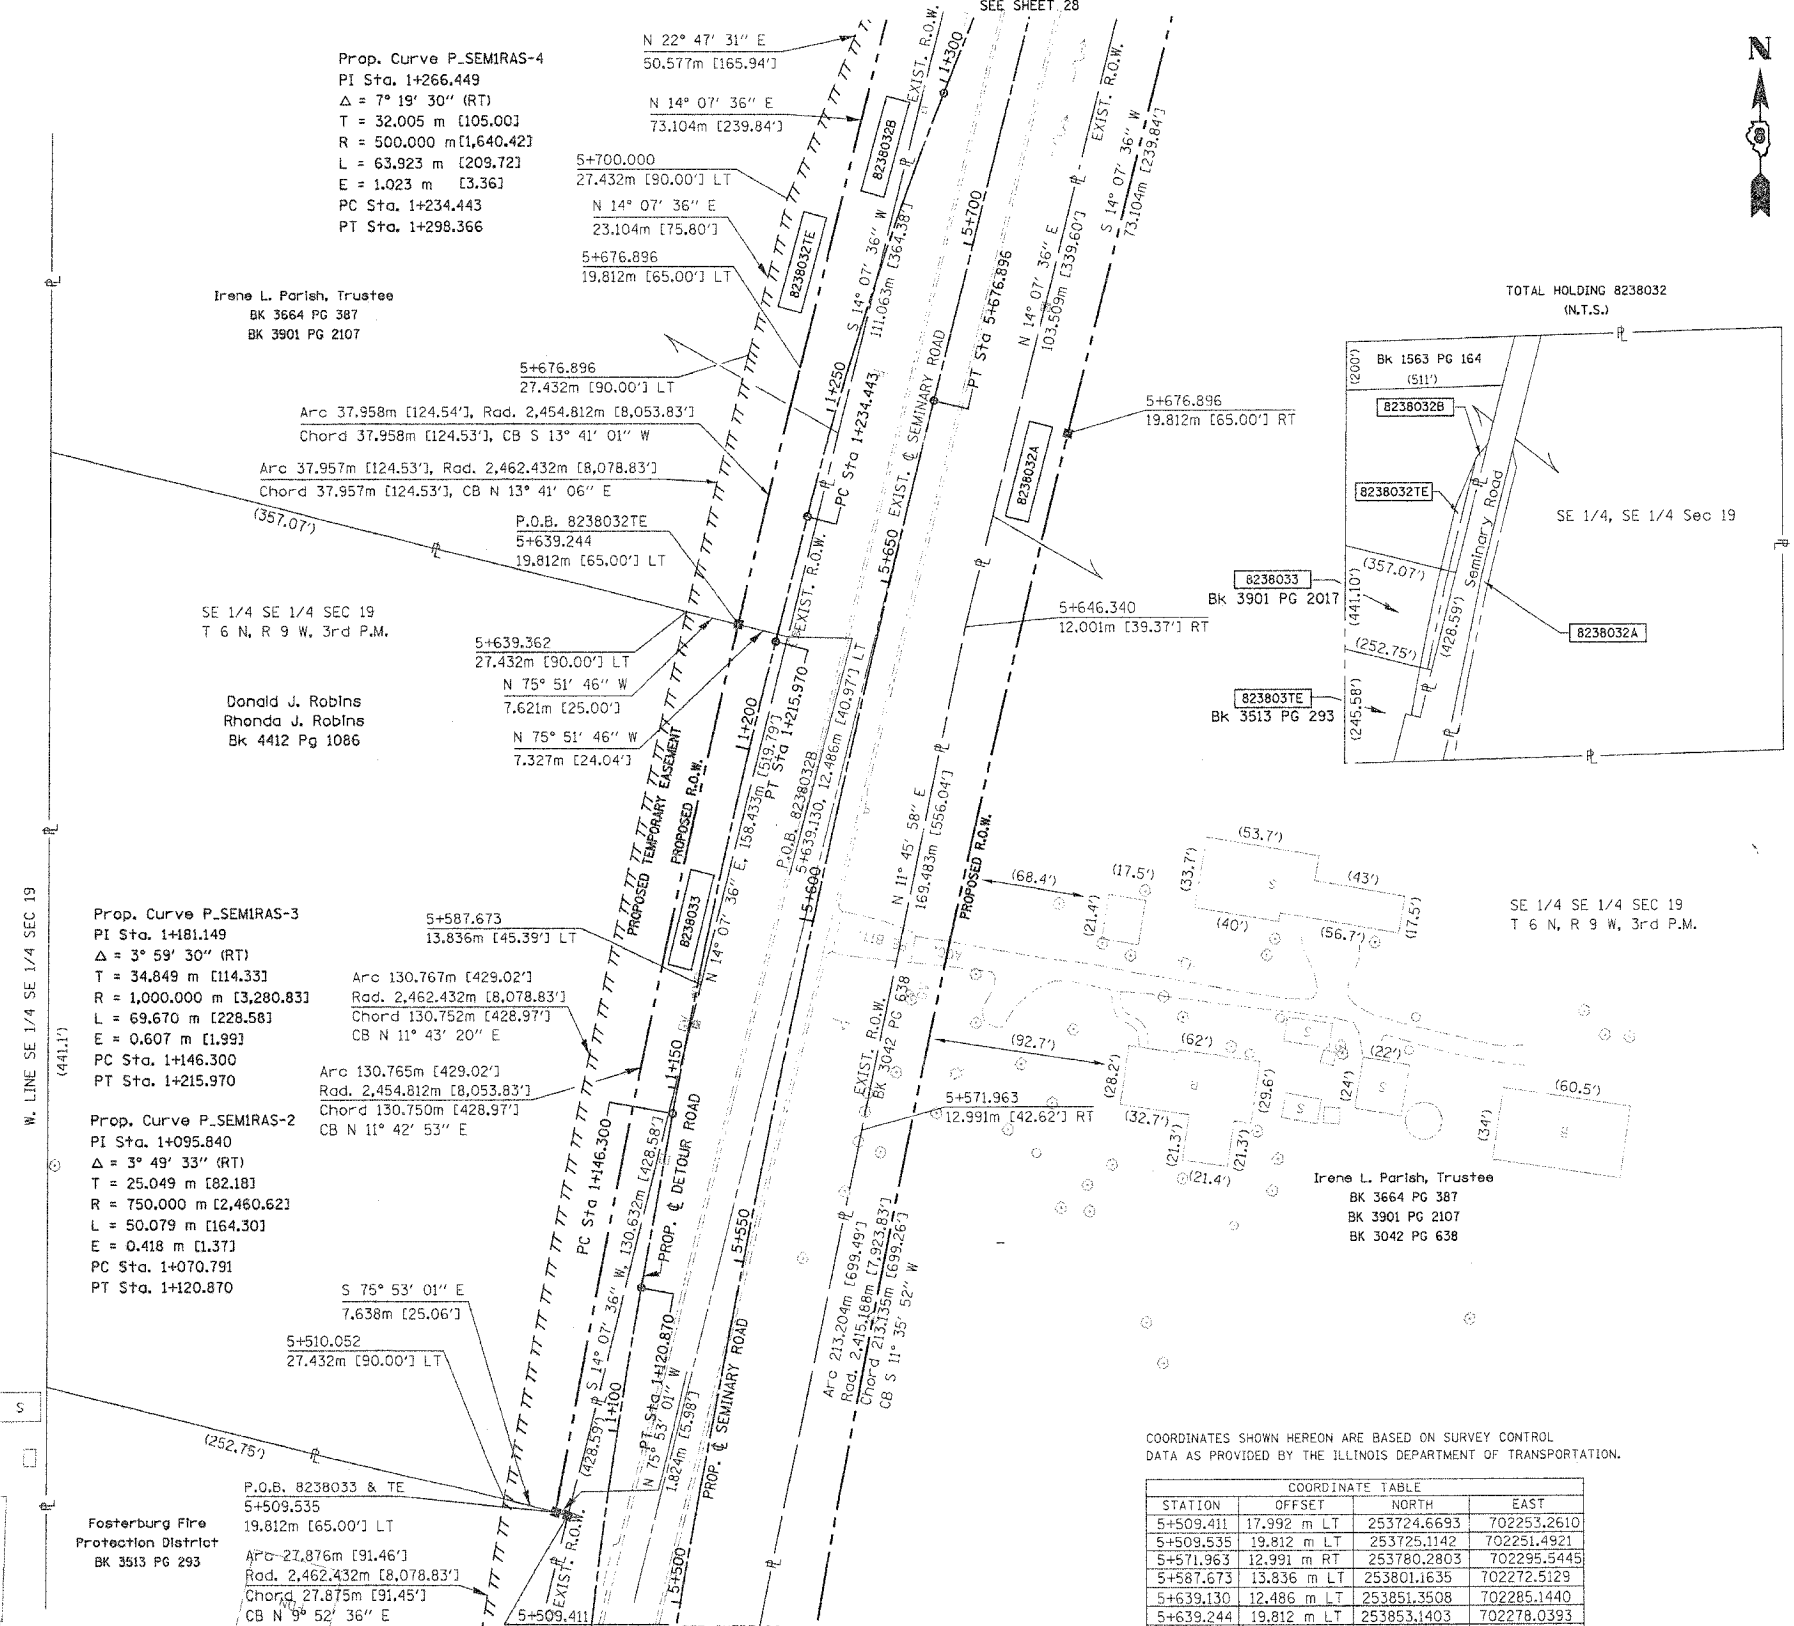 SEE SHEET 28
N
8
Prop. Curve P_SEM1RAS-4
PI Sta. 1+266.449
Δ = 7° 19' 30" (RT)
T = 32.005 m [105.00]
R = 500.000 m[1,640.42]
L = 63.923 m [209.72]
E = 1.023 m [3.36]
PC Sta. 1+234.443
PT Sta. 1+298.366
N 22° 47' 31" E
50.577m [165.94']
N 14° 07' 36" E
73.104m [239.84']
5+700.000
27.432m [90.00'] LT
N 14° 07' 36" E
23.104m [75.80']
5+676.896
19.812m [65.00'] LT
Irene L. Parish, Trustee
BK 3664 PG 387
BK 3901 PG 2107
5+676.896
27.432m [90.00'] LT
Arc 37.958m [124.54'], Rad. 2,454.812m [8,053.83']
Chord 37.958m [124.53'], CB S 13° 41' 01" W
Arc 37.957m [124.53'], Rad. 2,462.432m [8,078.83']
Chord 37.957m [124.53'], CB N 13° 41' 06" E
(357.07')
P.O.B. 8238032TE
5+639.244
19.812m [65.00'] LT
SE 1/4 SE 1/4 SEC 19
T 6 N, R 9 W, 3rd P.M.
5+639.362
27.432m [90.00'] LT
N 75° 51' 46" W
7.621m [25.00']
N 75° 51' 46" W
7.327m [24.04']
Donald J. Robins
Rhonda J. Robins
Bk 4412 Pg 1086
W. LINE SE 1/4 SE 1/4 SEC 19
(441.1')
Prop. Curve P_SEM1RAS-3
PI Sta. 1+181.149
Δ = 3° 59' 30" (RT)
T = 34.849 m [114.33]
R = 1,000.000 m [3,280.83]
L = 69.670 m [228.58]
E = 0.607 m [1.99]
PC Sta. 1+146.300
PT Sta. 1+215.970
Prop. Curve P_SEM1RAS-2
PI Sta. 1+095.840
Δ = 3° 49' 33" (RT)
T = 25.049 m [82.18]
R = 750.000 m [2,460.62]
L = 50.079 m [164.30]
E = 0.418 m [1.37]
PC Sta. 1+070.791
PT Sta. 1+120.870
5+587.673
13.836m [45.39'] LT
Arc 130.767m [429.02']
Rad. 2,462.432m [8,078.83']
Chord 130.752m [428.97']
CB N 11° 43' 20" E
Arc 130.765m [429.02']
Rad. 2,454.812m [8,053.83']
Chord 130.750m [428.97']
CB N 11° 42' 53" E
S 75° 53' 01" E
7.638m [25.06']
5+510.052
27.432m [90.00'] LT
S
(252.75')
P.O.B. 8238033 & TE
5+509.535
19.812m [65.00'] LT
Fosterburg Fire
Protection District
BK 3513 PG 293
Arc 27.876m [91.46']
Rad. 2,462.432m [8,078.83']
Chord 27.875m [91.45']
CB N 9° 52' 36" E
5+509.411
8238032B
8238032TE
EXIST. R.O.W.
1+300
S 14° 07' 36" W
111.063m [364.38']
5+700
1+250
PC Sta 1+234.443
EXIST. ℄ SEMINARY ROAD
PT Sta 5+676.896
N 14° 07' 36" E
103.509m [339.60']
EXIST. R.O.W.
S 14° 07' 36" W
73.104m [239.84']
8238032A
5+650
EXIST. R.O.W.
5+676.896
19.812m [65.00'] RT
5+646.340
12.001m [39.37'] RT
1+200
PT Sta 1+215.970
P.O.B. 8238032B
5+639.130, 12.486m [40.97'] LT
N 14° 07' 36" E, 158.433m [519.79']
PROPOSED TEMPORARY EASEMENT
PROPOSED R.O.W.
8238033
5+600
N 11° 45' 58" E
169.483m [556.04']
PROPOSED R.O.W.
EXIST. R.O.W.
BK 3042 PG 638
1+150
PC Sta 1+146.300
PROP. ℄ DETOUR ROAD
S 14° 07' 36" W, 130.632m [428.58']
(428.59')
5+550
PT Sta 1+120.870
1+100
N 75° 53' 01" W
1.824m [5.98']
PROP. ℄ SEMINARY ROAD
5+500
EXIST. R.O.W.
5+571.963
12.991m [42.62'] RT
Arc 213.204m [699.49']
Rad. 2,415.188m [7,923.83']
Chord 213.135m [699.26']
CB S 11° 35' 52" W
TOTAL HOLDING 8238032
(N.T.S.)
(200')
Bk 1563 PG 164
(511')
8238032B
8238032TE
SE 1/4, SE 1/4 Sec 19
Seminary Road
(357.07')
8238033
Bk 3901 PG 2017
(441.10')
(428.59')
8238032A
(252.75')
823803TE
Bk 3513 PG 293
(245.58')
(53.7')
(33.7')
(43')
(17.5')
(68.4')
(17.5')
(21.4')
(40')
(56.7')
S
SE 1/4 SE 1/4 SEC 19
T 6 N, R 9 W, 3rd P.M.
(92.7')
(62')
(28.2')
(29.6')
(32.7')
(21.3')
(21.3')
(21.4')
S
S
(22')
(24')
S
(60.5')
(34')
Irene L. Parish, Trustee
BK 3664 PG 387
BK 3901 PG 2107
BK 3042 PG 638
COORDINATES SHOWN HEREON ARE BASED ON SURVEY CONTROL
DATA AS PROVIDED BY THE ILLINOIS DEPARTMENT OF TRANSPORTATION.
COORDINATE TABLE
STATION OFFSET NORTH EAST
5+509.411 17.992 m LT 253724.6693 702253.2610
5+509.535 19.812 m LT 253725.1142 702251.4921
5+571.963 12.991 m RT 253780.2803 702295.5445
5+587.673 13.836 m LT 253801.1635 702272.5129
5+639.130 12.486 m LT 253851.3508 702285.1440
5+639.244 19.812 m LT 253853.1403 702278.0393